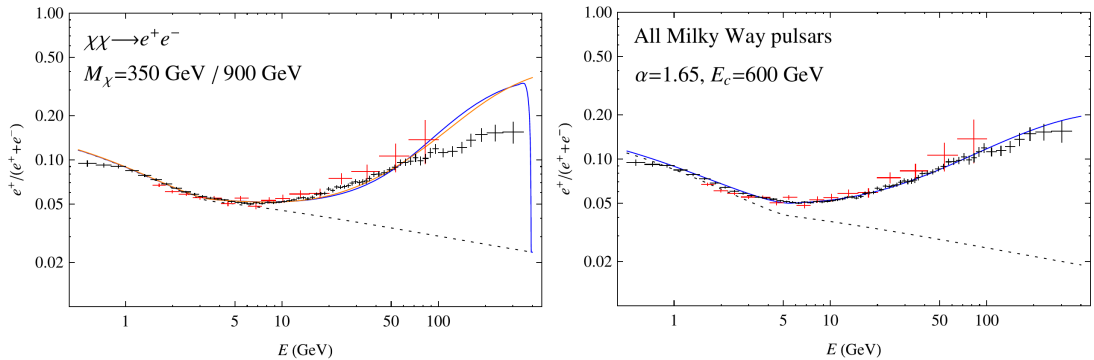 1.00
0.50
0.20
0.10
0.05
0.02
e⁺/(e⁺+e⁻)
χχ⟶e⁺e⁻
M_χ=350 GeV / 900 GeV
1 5 10 50 100
E (GeV)
1.00
0.50
0.20
0.10
0.05
0.02
e⁺/(e⁺+e⁻)
All Milky Way pulsars
α=1.65, E_c=600 GeV
1 5 10 50 100
E (GeV)